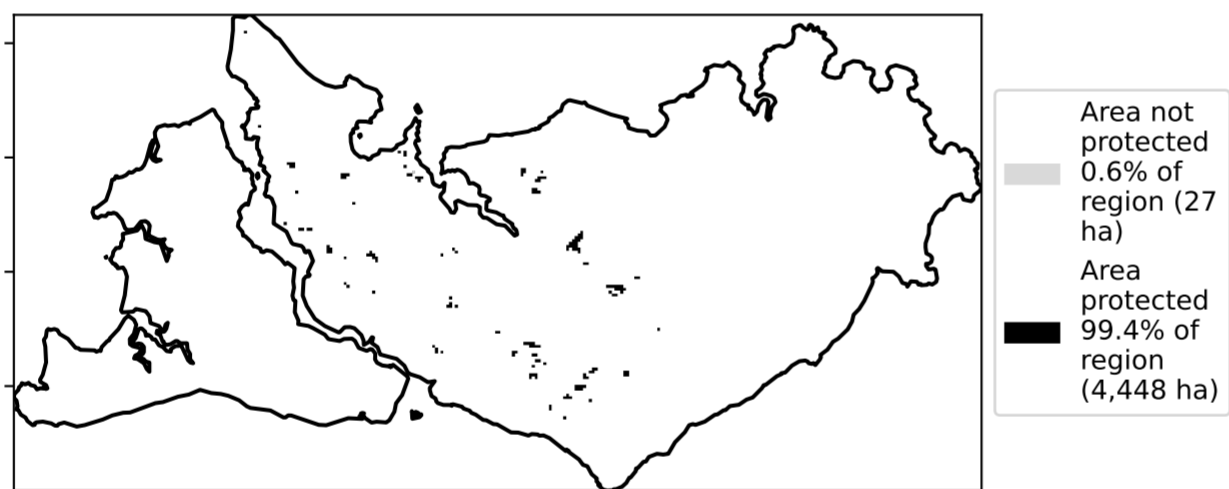 Area not
protected
0.6% of
region (27
ha)
Area
protected
99.4% of
region
(4,448 ha)